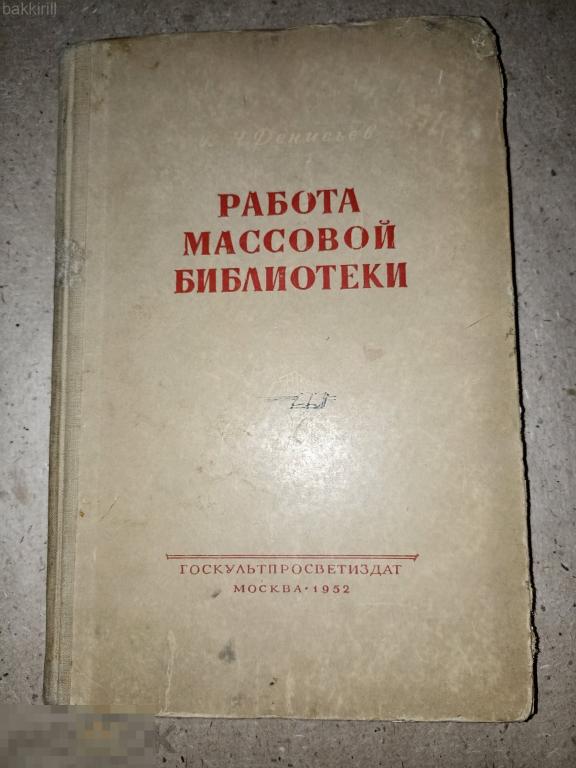 bakkirill
Денисьев
РАБОТА
МАССОВОЙ
БИБЛИОТЕКИ
ГОСКУЛЬТПРОСВЕТИЗДАТ
МОСКВА • 1952